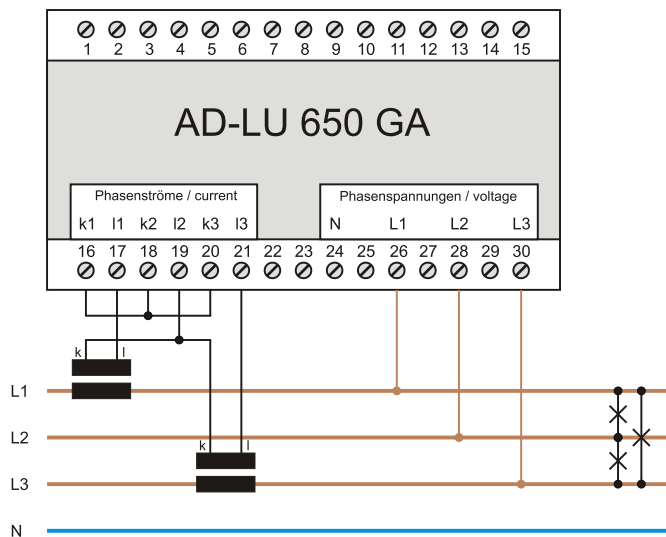 1 2 3 4 5 6 7 8 9 10 11 12 13 14 15
AD-LU 650 GA
Phasenströme / current
Phasenspannungen / voltage
k1 l1 k2 l2 k3 l3
N L1 L2 L3
16 17 18 19 20 21 22 23 24 25 26 27 28 29 30
k l
L1
L2
k l
L3
N